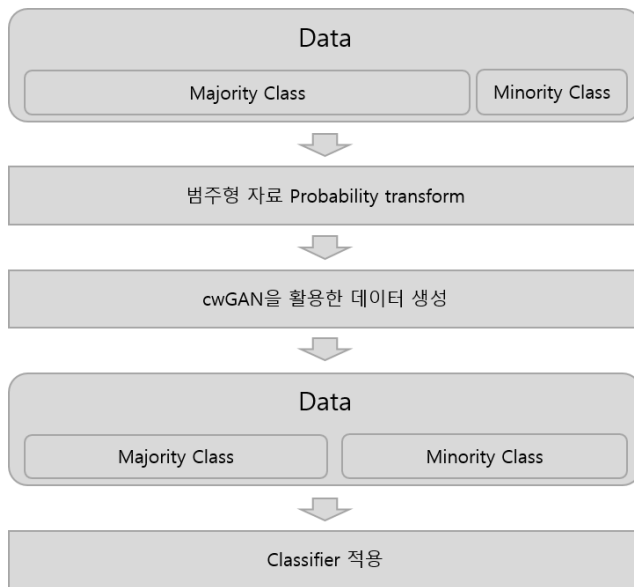 Data
Majority Class
Minority Class
범주형 자료 Probability transform
cwGAN을 활용한 데이터 생성
Data
Majority Class
Minority Class
Classifier 적용